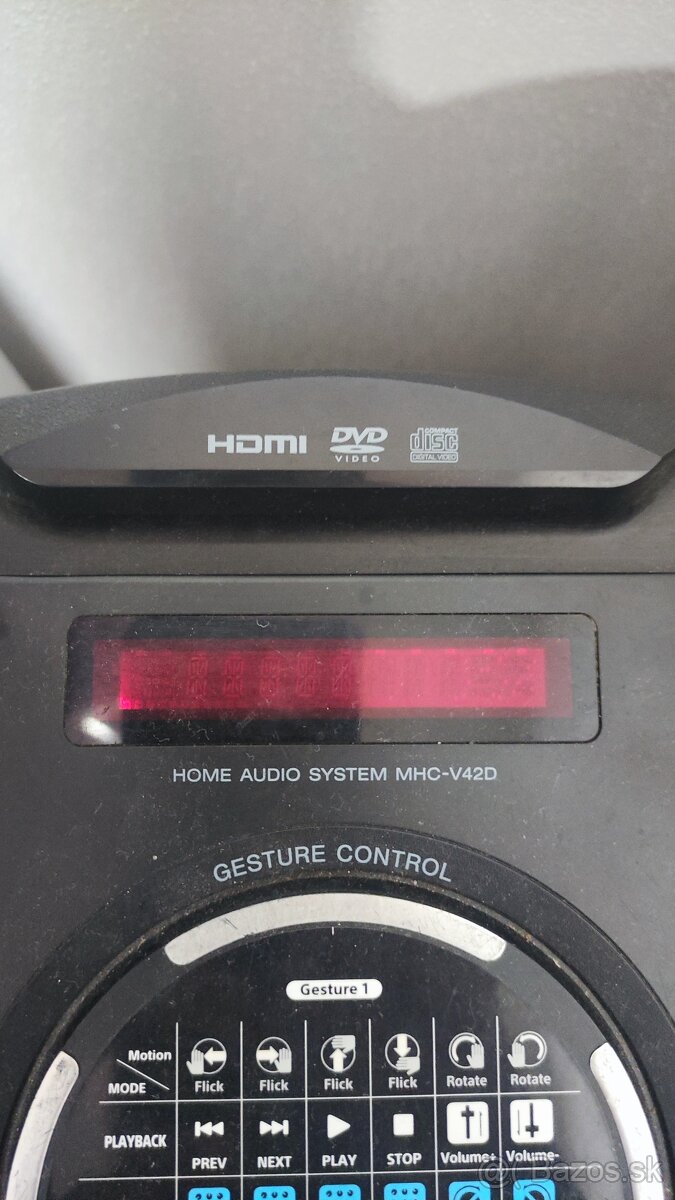 HDMI DVD VIDEO COMPACT disc DIGITAL VIDEO
HOME AUDIO SYSTEM MHC-V42D
GESTURE CONTROL
Gesture 1
Motion
MODE
Flick Flick Flick Flick Rotate Rotate
PLAYBACK
PREV NEXT PLAY STOP Volume+ Volume-
@ Bazos.sk